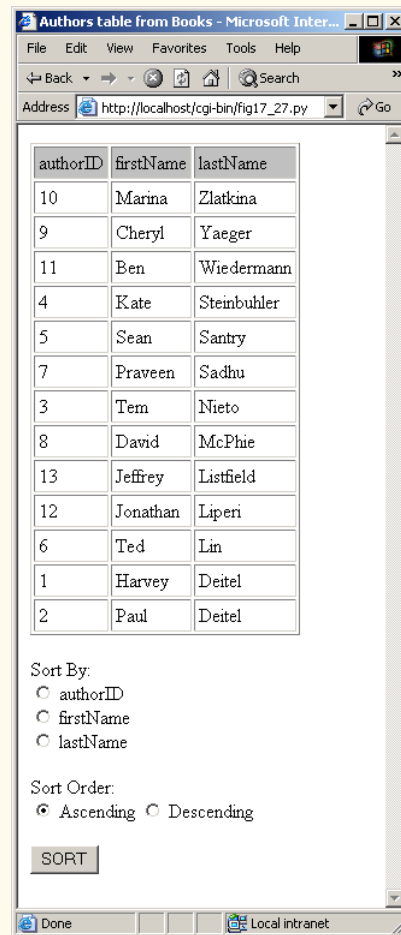 Authors table from Books - Microsoft Inter...
File Edit View Favorites Tools Help
Back Search »
Address http://localhost/cgi-bin/fig17_27.py Go
authorID firstName lastName
10 Marina Zlatkina
9 Cheryl Yaeger
11 Ben Wiedermann
4 Kate Steinbuhler
5 Sean Santry
7 Praveen Sadhu
3 Tem Nieto
8 David McPhie
13 Jeffrey Listfield
12 Jonathan Liperi
6 Ted Lin
1 Harvey Deitel
2 Paul Deitel
Sort By:
authorID
firstName
lastName
Sort Order:
Ascending Descending
SORT
Done Local intranet